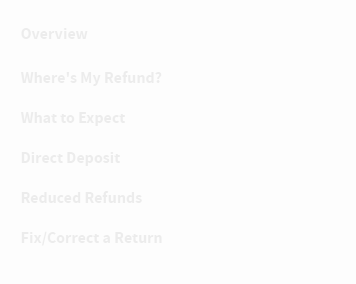 Overview
Where's My Refund?
What to Expect
Direct Deposit
Reduced Refunds
Fix/Correct a Return